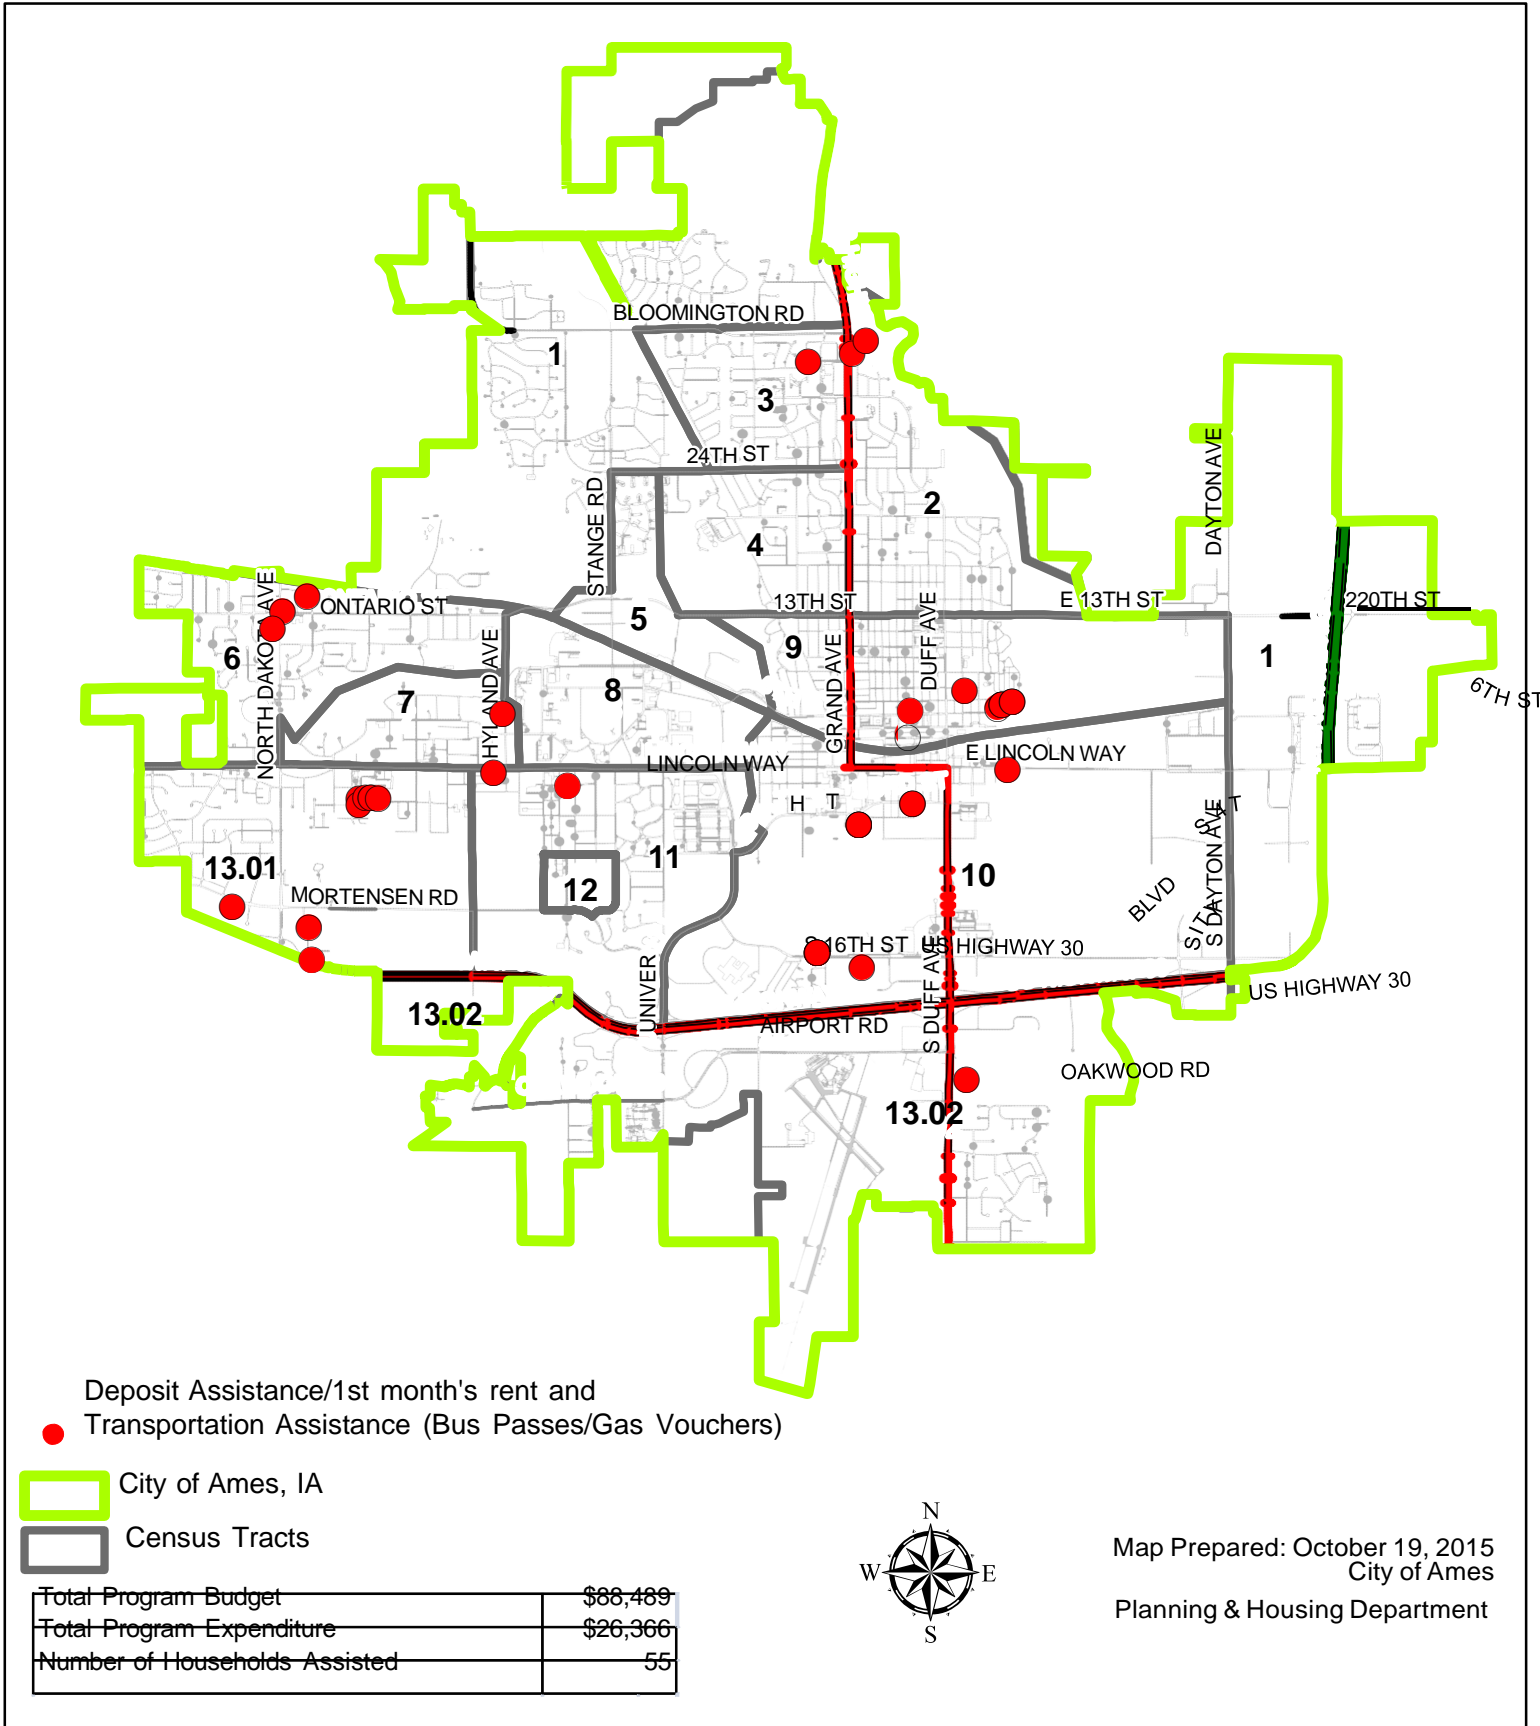 BLOOMINGTON RD
1
3
24TH ST
DAYTON AVE
STANGE RD
2
4
NORTH DAKOTA AVE
ONTARIO ST
13TH ST
DUFF AVE
E 13TH ST
220TH ST
5
9
6
HYLAND AVE
GRAND AVE
1
7
8
6TH ST
LINCOLN WAY
E LINCOLN WAY
H T
S 4 T
S DAYTON AVE
11
13.01
12
10
MORTENSEN RD
BLVD
SIT A
S 16TH ST
US HIGHWAY 30
UNIVER
S DUFF AVE
US HIGHWAY 30
13.02
AIRPORT RD
OAKWOOD RD
13.02
Deposit Assistance/1st month's rent and
Transportation Assistance (Bus Passes/Gas Vouchers)
City of Ames, IA
Census Tracts
Total Program Budget $88,489
Total Program Expenditure $26,366
Number of Households Assisted 55
N
W E
S
Map Prepared: October 19, 2015
City of Ames
Planning & Housing Department